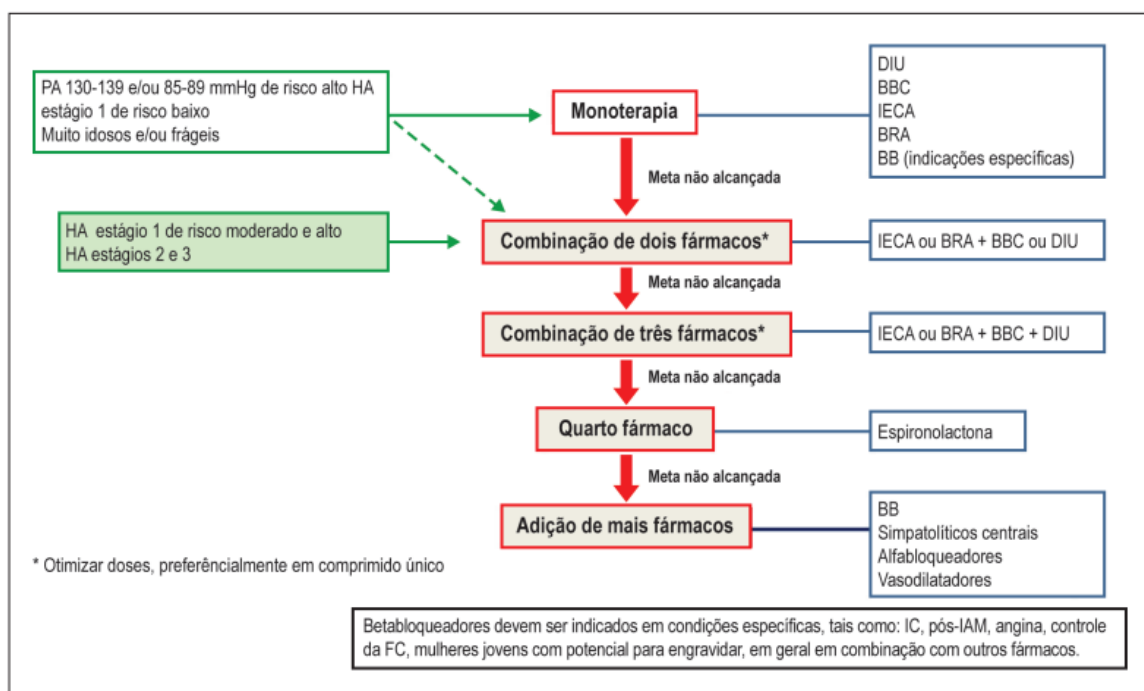 PA 130-139 e/ou 85-89 mmHg de risco alto HA
estágio 1 de risco baixo
Muito idosos e/ou frágeis
Monoterapia
DIU
BBC
IECA
BRA
BB (indicações específicas)
Meta não alcançada
HA estágio 1 de risco moderado e alto
HA estágios 2 e 3
Combinação de dois fármacos*
IECA ou BRA + BBC ou DIU
Meta não alcançada
Combinação de três fármacos*
IECA ou BRA + BBC + DIU
Meta não alcançada
Quarto fármaco
Espironolactona
Meta não alcançada
Adição de mais fármacos
BB
Simpatolíticos centrais
Alfabloqueadores
Vasodilatadores
* Otimizar doses, preferêncialmente em comprimido único
Betabloqueadores devem ser indicados em condições específicas, tais como: IC, pós-IAM, angina, controle
da FC, mulheres jovens com potencial para engravidar, em geral em combinação com outros fármacos.